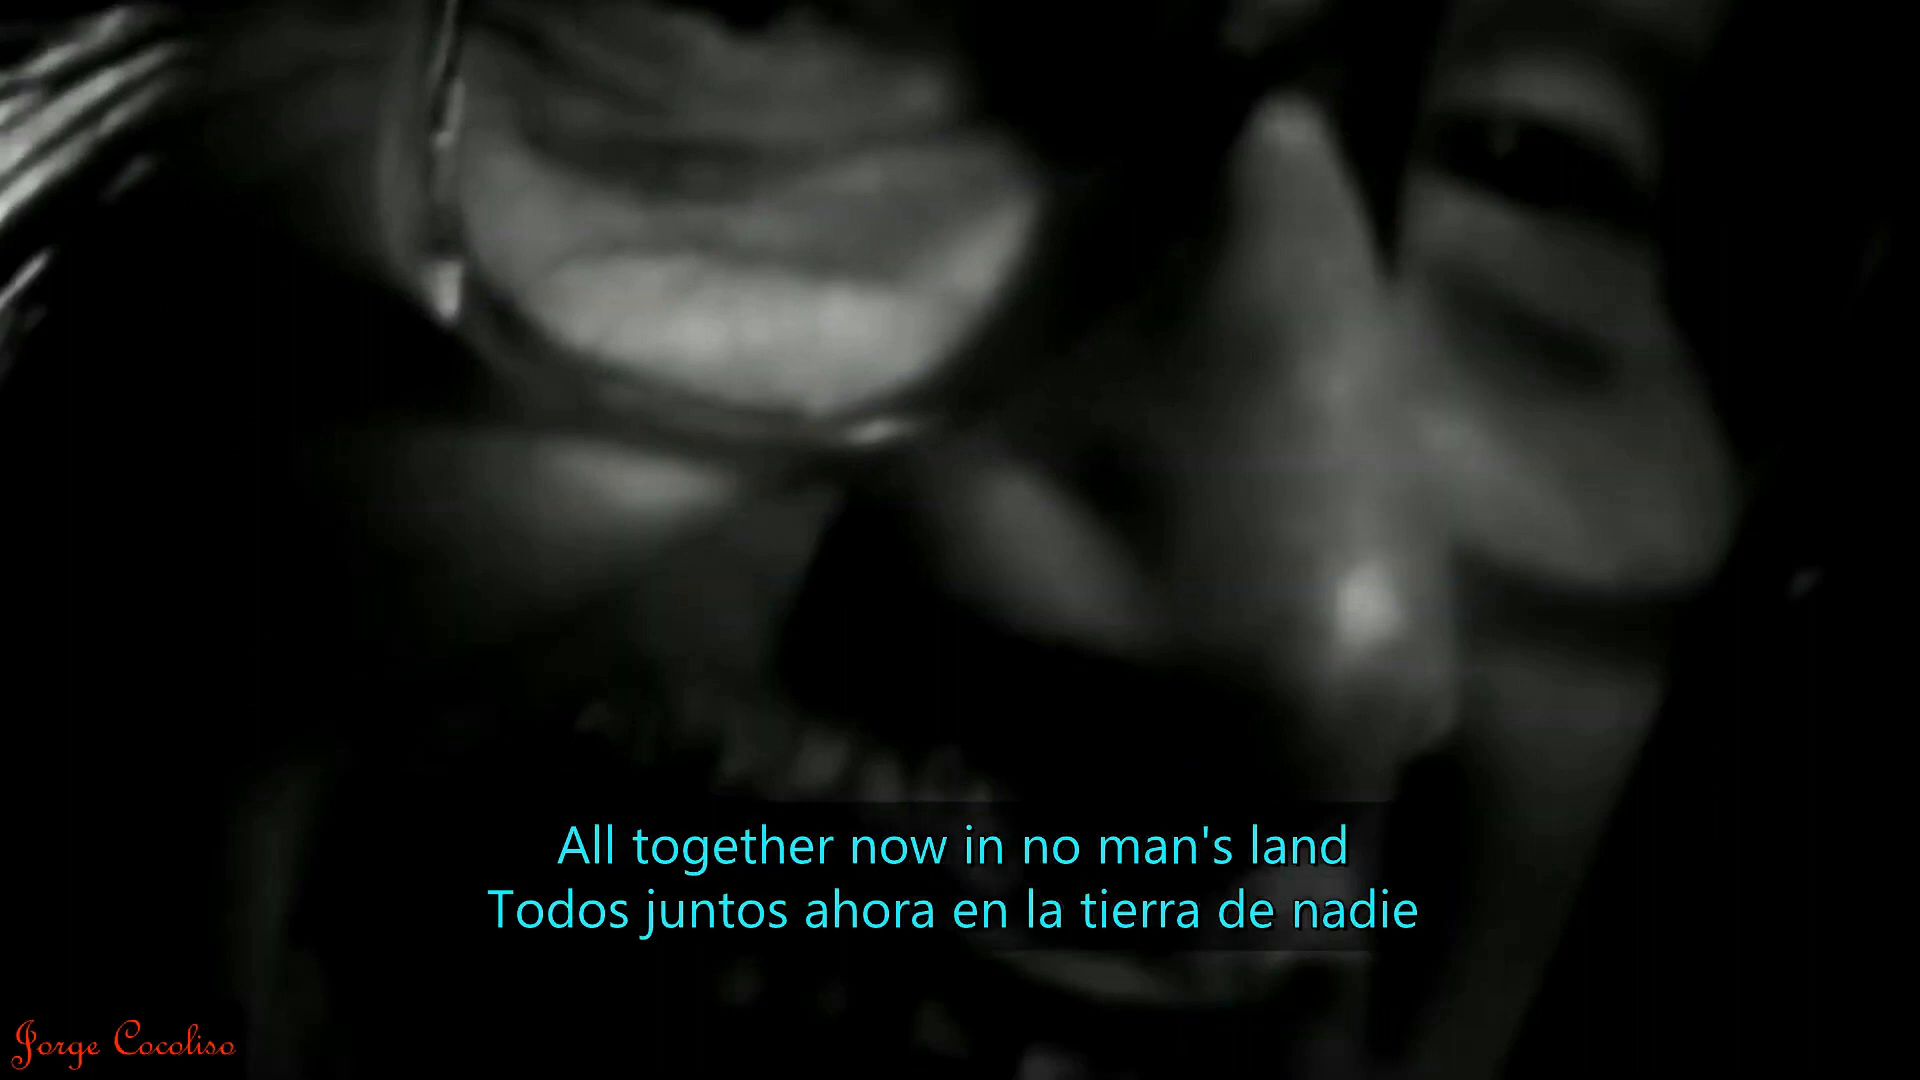 All together now in no man's land
Todos juntos ahora en la tierra de nadie
Jorge Cocoliso